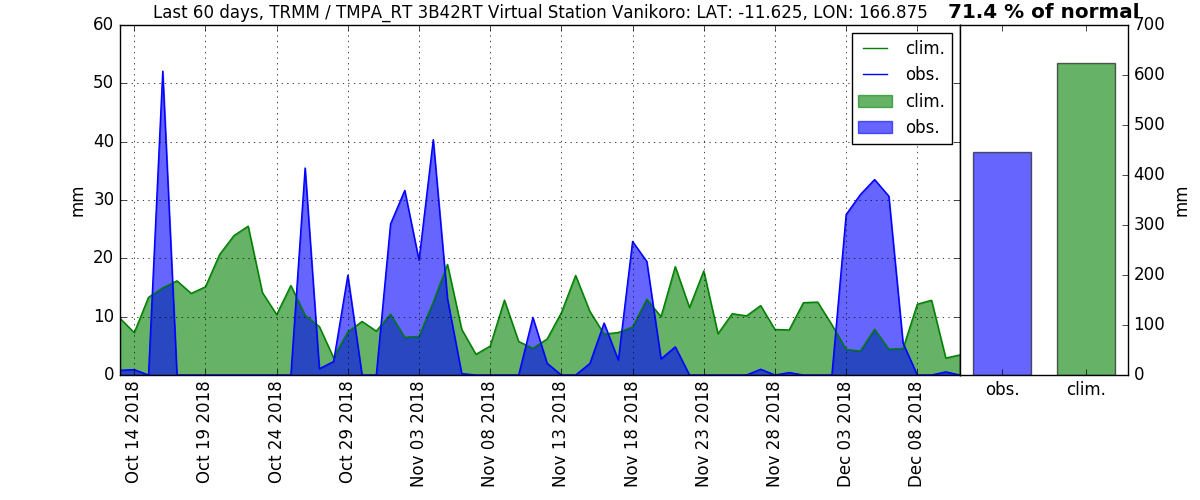 Last 60 days, TRMM / TMPA_RT 3B42RT Virtual Station Vanikoro: LAT: -11.625, LON: 166.875
71.4 % of normal
60
50
40
30
20
10
0
mm
clim.
obs.
clim.
obs.
Oct 14 2018
Oct 19 2018
Oct 24 2018
Oct 29 2018
Nov 03 2018
Nov 08 2018
Nov 13 2018
Nov 18 2018
Nov 23 2018
Nov 28 2018
Dec 03 2018
Dec 08 2018
700
600
500
400
300
200
100
0
mm
obs.
clim.